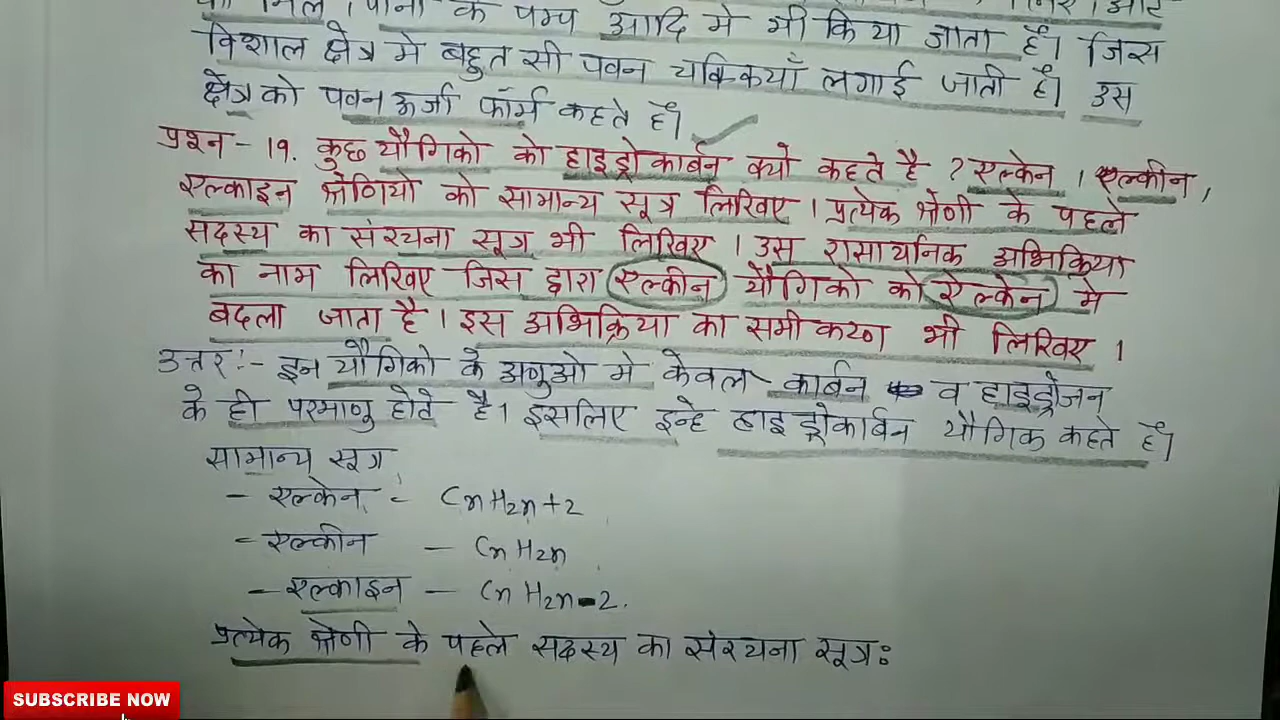 के पम्प आदि मे भी किया जाता है। जिस
विशाल क्षेत्र मे बहुत सी पवन चक्कियाँ लगाई जाती है। उस
क्षेत्र को पवन ऊर्जा फॉर्म कहते है।
प्रश्न - 19. कुछ यौगिको को हाइड्रोकार्बन क्यो कहते है ? एल्केन, एल्कीन,
एल्काइन श्रेणियो को सामान्य सूत्र लिखिए। प्रत्येक श्रेणी के पहले
सदस्य का संरचना सूत्र भी लिखिए। उस रासायनिक अभिक्रिया
का नाम लिखिए जिस द्वारा एल्कीन यौगिको को ऐल्केन मे
बदला जाता है। इस अभिक्रिया का समीकरण भी लिखिए।
उत्तर:- इन यौगिको के अणुओ मे केवल कार्बन व हाइड्रोजन
के ही परमाणु होते है। इसलिए इन्हे हाइड्रोकार्बन यौगिक कहते है।
सामान्य सूत्र
- एल्केन :- CnH2n+2
- एल्कीन - CnH2n
- एल्काइन - CnH2n-2.
प्रत्येक श्रेणी के पहले सदस्य का संरचना सूत्र:
SUBSCRIBE NOW